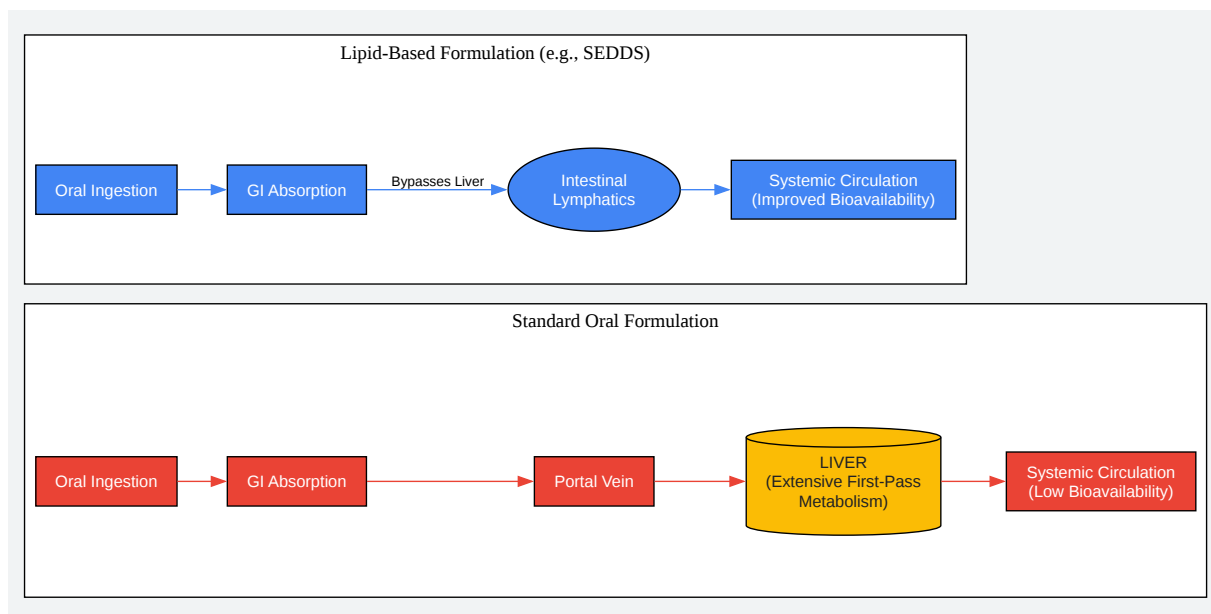 Lipid-Based Formulation (e.g., SEDDS)
Oral Ingestion
GI Absorption
Bypasses Liver
Intestinal
Lymphatics
Systemic Circulation
(Improved Bioavailability)
Standard Oral Formulation
Oral Ingestion
GI Absorption
Portal Vein
LIVER
(Extensive First-Pass
Metabolism)
Systemic Circulation
(Low Bioavailability)